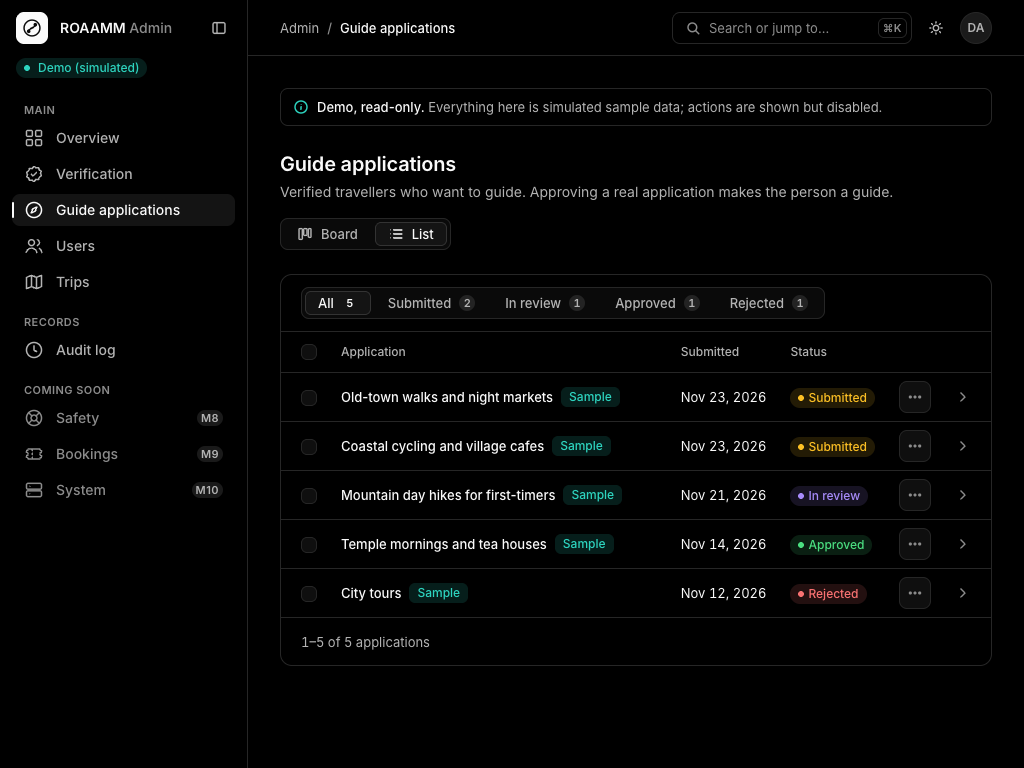 ROAAMM Admin
Demo (simulated)
MAIN
Overview
Verification
Guide applications
Users
Trips
RECORDS
Audit log
COMING SOON
Safety M8
Bookings M9
System M10
Admin / Guide applications
Search or jump to... ⌘K
DA
Demo, read-only. Everything here is simulated sample data; actions are shown but disabled.
Guide applications
Verified travellers who want to guide. Approving a real application makes the person a guide.
Board List
All 5 Submitted 2 In review 1 Approved 1 Rejected 1
Application Submitted Status
Old-town walks and night markets Sample Nov 23, 2026 Submitted
Coastal cycling and village cafes Sample Nov 23, 2026 Submitted
Mountain day hikes for first-timers Sample Nov 21, 2026 In review
Temple mornings and tea houses Sample Nov 14, 2026 Approved
City tours Sample Nov 12, 2026 Rejected
1–5 of 5 applications